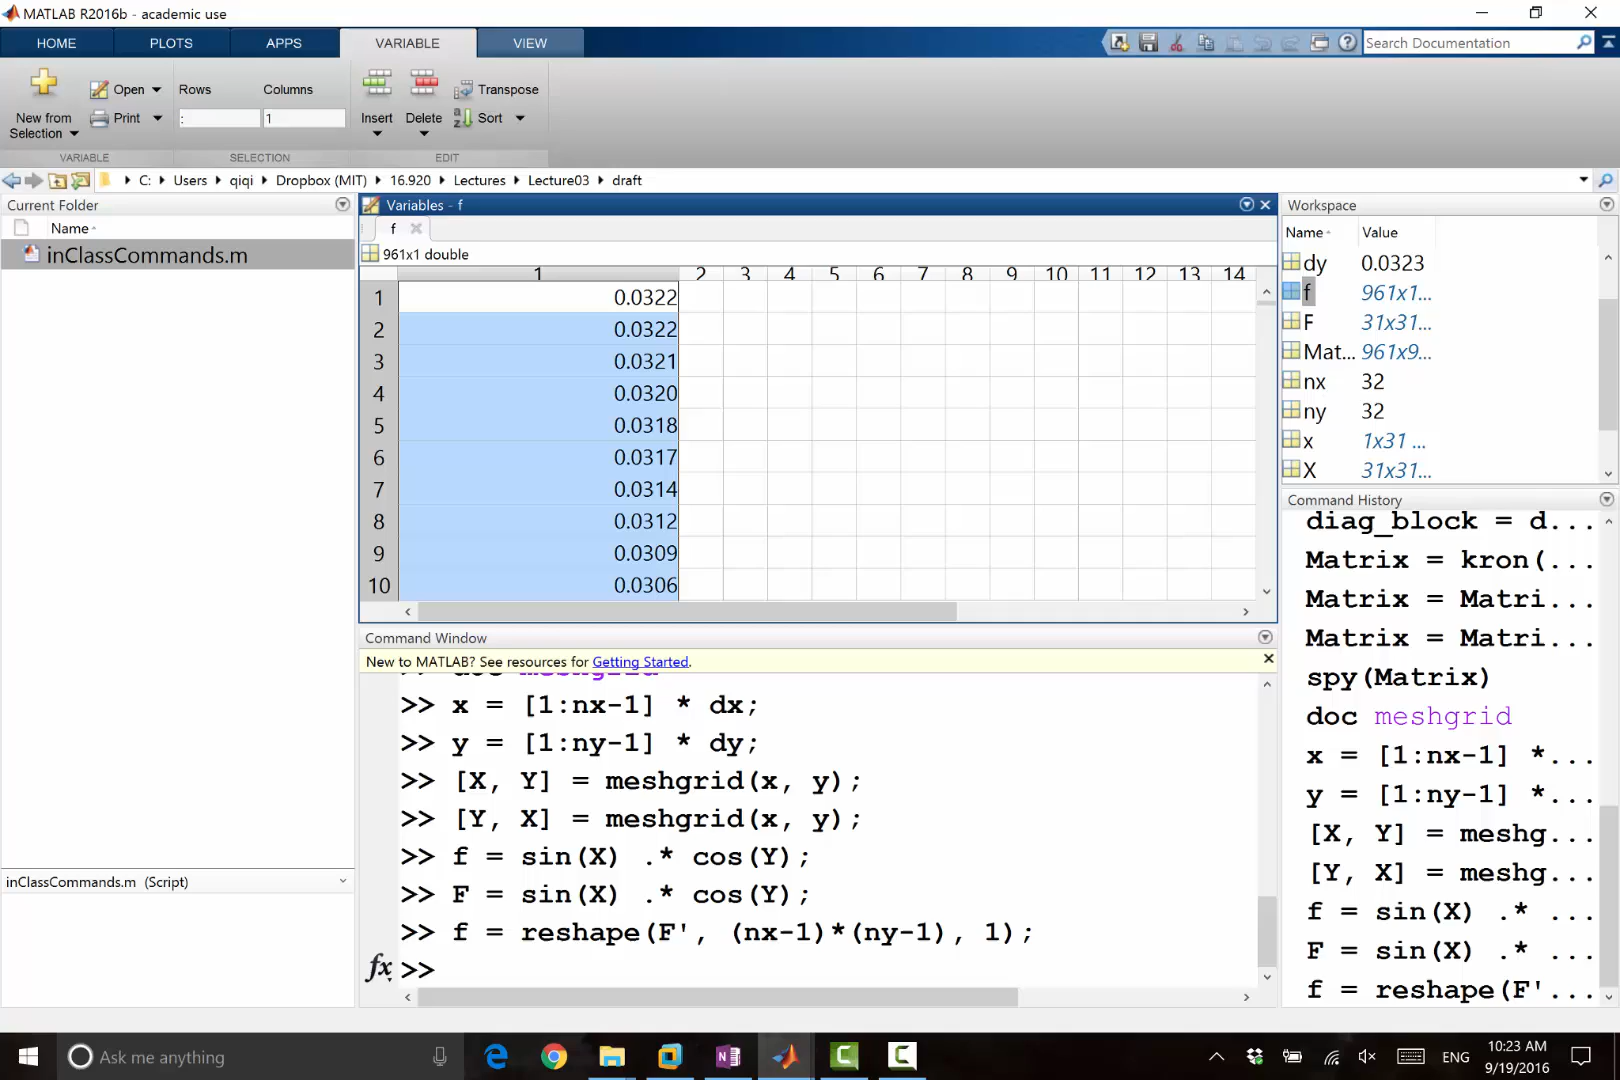 MATLAB R2016b - academic use
HOME PLOTS APPS VARIABLE VIEW
Search Documentation
New from Selection
Open
Print
Rows Columns
: 1
Insert Delete
Transpose
Sort
VARIABLE SELECTION EDIT
C: Users qiqi Dropbox (MIT) 16.920 Lectures Lecture03 draft
Current Folder
Name
inClassCommands.m
inClassCommands.m (Script)
Variables - f
f
961x1 double
1 2 3 4 5 6 7 8 9 10 11 12 13 14
1 0.0322
2 0.0322
3 0.0321
4 0.0320
5 0.0318
6 0.0317
7 0.0314
8 0.0312
9 0.0309
10 0.0306
Command Window
New to MATLAB? See resources for Getting Started.
>> doc meshgrid
>> x = [1:nx-1] * dx;
>> y = [1:ny-1] * dy;
>> [X, Y] = meshgrid(x, y);
>> [Y, X] = meshgrid(x, y);
>> f = sin(X) .* cos(Y);
>> F = sin(X) .* cos(Y);
>> f = reshape(F', (nx-1)*(ny-1), 1);
fx >>
Workspace
Name Value
dy 0.0323
f 961x1...
F 31x31...
Mat... 961x9...
nx 32
ny 32
x 1x31 ...
X 31x31...
Command History
diag_block = d...
Matrix = kron(...
Matrix = Matri...
Matrix = Matri...
spy(Matrix)
doc meshgrid
x = [1:nx-1] *...
y = [1:ny-1] *...
[X, Y] = meshg...
[Y, X] = meshg...
f = sin(X) .* ...
F = sin(X) .* ...
f = reshape(F'...
Ask me anything
ENG
10:23 AM
9/19/2016